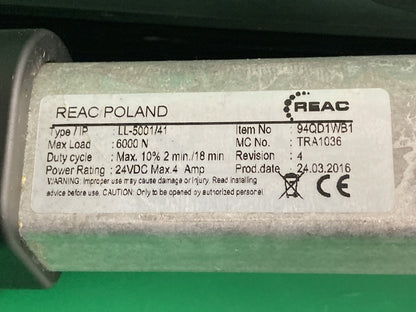 REAC POLAND
REAC
Type / IP : LL-5001/41 Item No : 94QD1WB1
Max Load : 6000 N MC No. : TRA1036
Duty cycle : Max. 10% 2 min./18 min Revision : 4
Power Rating : 24VDC Max. 4 Amp Prod.date : 24.03.2016
WARNING: Improper use may cause damage or injury. Read installing
advice before use. CAUTION: Only to be opened by authorized personnel.
CE